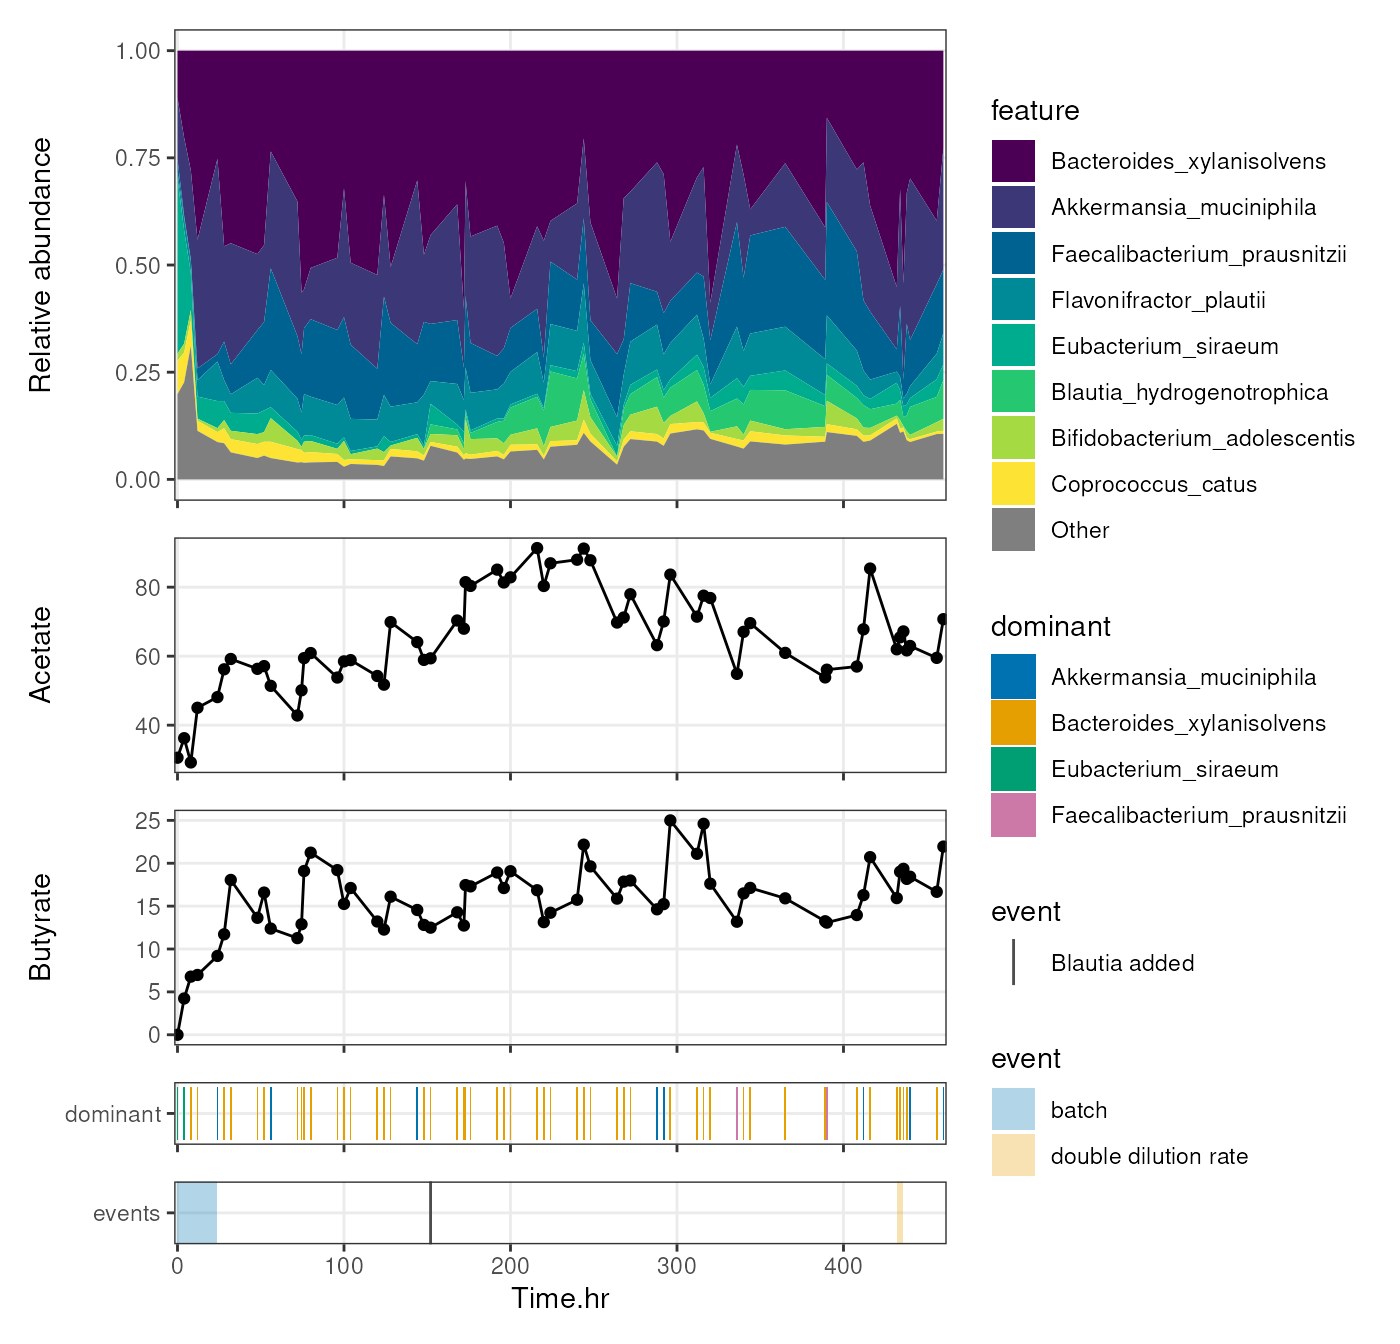 Relative abundance
1.00
0.75
0.50
0.25
0.00
Acetate
80
60
40
Butyrate
25
20
15
10
5
0
dominant
events
0 100 200 300 400
Time.hr
feature
Bacteroides_xylanisolvens
Akkermansia_muciniphila
Faecalibacterium_prausnitzii
Flavonifractor_plautii
Eubacterium_siraeum
Blautia_hydrogenotrophica
Bifidobacterium_adolescentis
Coprococcus_catus
Other
dominant
Akkermansia_muciniphila
Bacteroides_xylanisolvens
Eubacterium_siraeum
Faecalibacterium_prausnitzii
event
Blautia added
event
batch
double dilution rate